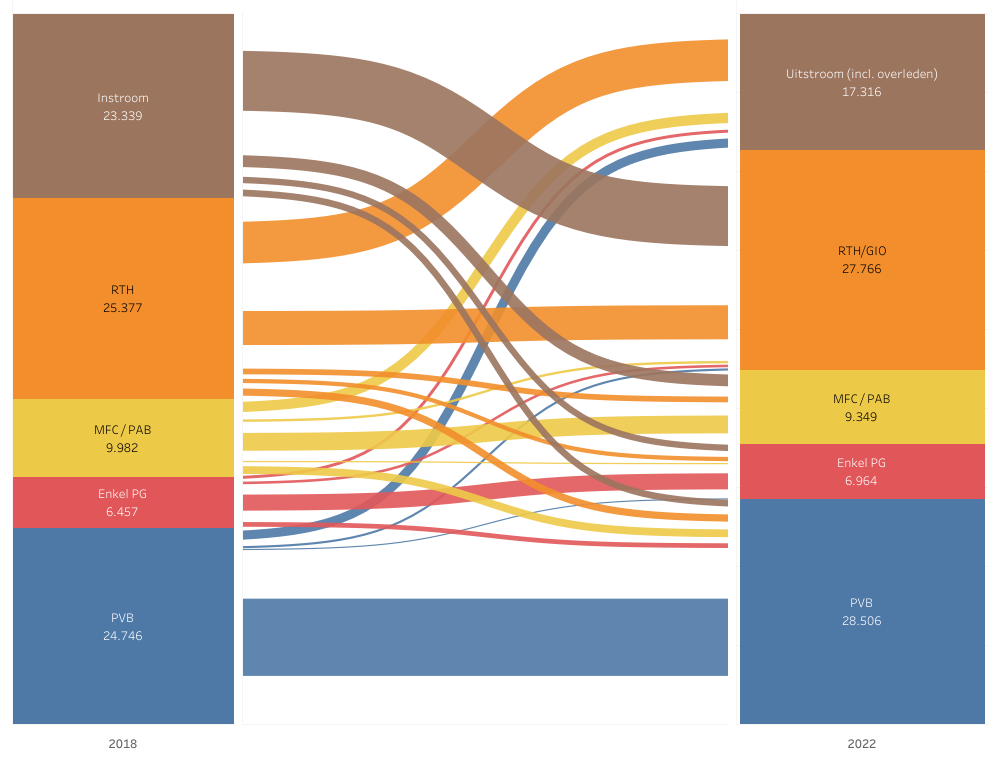 Instroom
23.339
RTH
25.377
MFC / PAB
9.982
Enkel PG
6.457
PVB
24.746
2018
Uitstroom (incl. overleden)
17.316
RTH/GIO
27.766
MFC / PAB
9.349
Enkel PG
6.964
PVB
28.506
2022